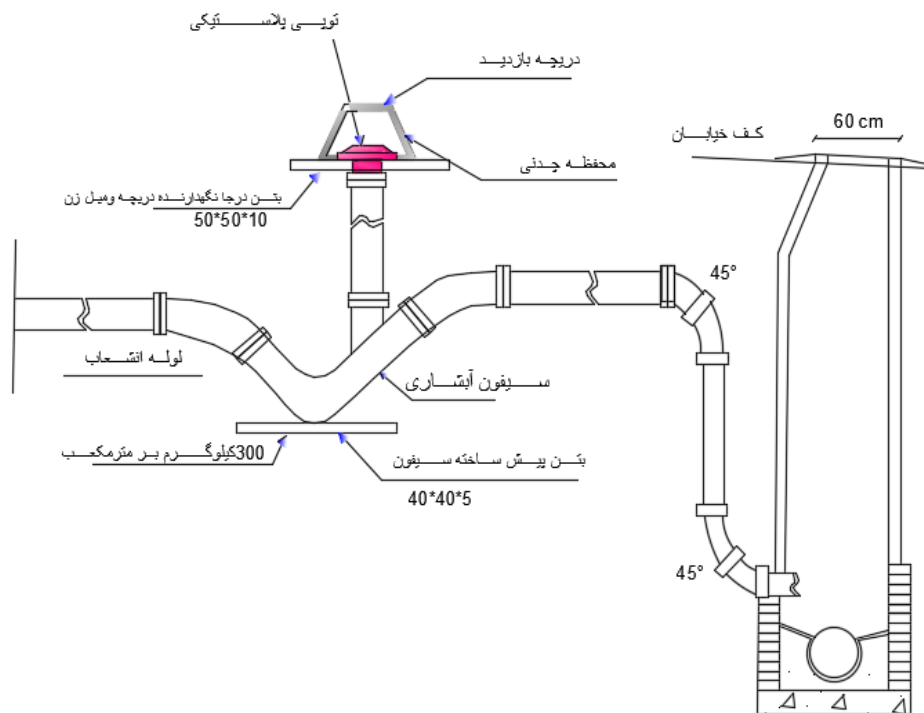 توپی پلاستیکی
دریچه بازدید
محفظه چدنی
بتن درجا نگهدارنده دریچه ومیل زن
50*50*10
کف خیابان
60 cm
45°
لوله انشعاب
سیفون آبشاری
300کیلوگرم بر مترمکعب
بتن پیش ساخته سیفون
40*40*5
45°